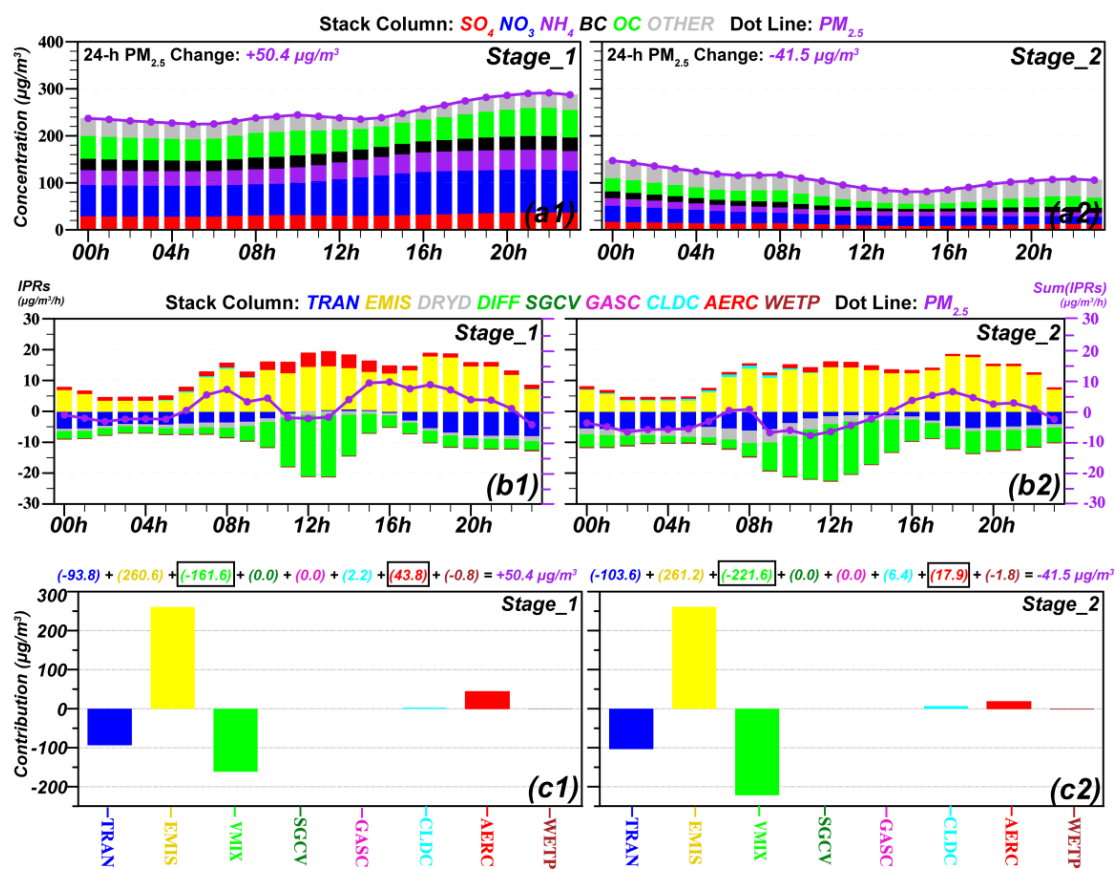 Stack Column: SO4 NO3 NH4 BC OC OTHER Dot Line: PM2.5
Concentration (μg/m³)
400
300
200
100
0
24-h PM2.5 Change: +50.4 μg/m³
Stage_1
(a1)
00h 04h 08h 12h 16h 20h
24-h PM2.5 Change: -41.5 μg/m³
Stage_2
(a2)
00h 04h 08h 12h 16h 20h
IPRs
(μg/m³/h)
Stack Column: TRAN EMIS DRYD DIFF SGCV GASC CLDC AERC WETP Dot Line: PM2.5
Sum(IPRs)
(μg/m³/h)
30
20
10
0
-10
-20
-30
Stage_1
(b1)
00h 04h 08h 12h 16h 20h
Stage_2
(b2)
00h 04h 08h 12h 16h 20h
30
20
10
0
-10
-20
-30
(-93.8) + (260.6) + (-161.6) + (0.0) + (0.0) + (2.2) + (43.8) + (-0.8) = +50.4 μg/m³
(-103.6) + (261.2) + (-221.6) + (0.0) + (0.0) + (6.4) + (17.9) + (-1.8) = -41.5 μg/m³
Contribution (μg/m³)
300
200
100
0
-100
-200
Stage_1
(c1)
Stage_2
(c2)
TRAN EMIS VMIX SGCV GASC CLDC AERC WETP
TRAN EMIS VMIX SGCV GASC CLDC AERC WETP